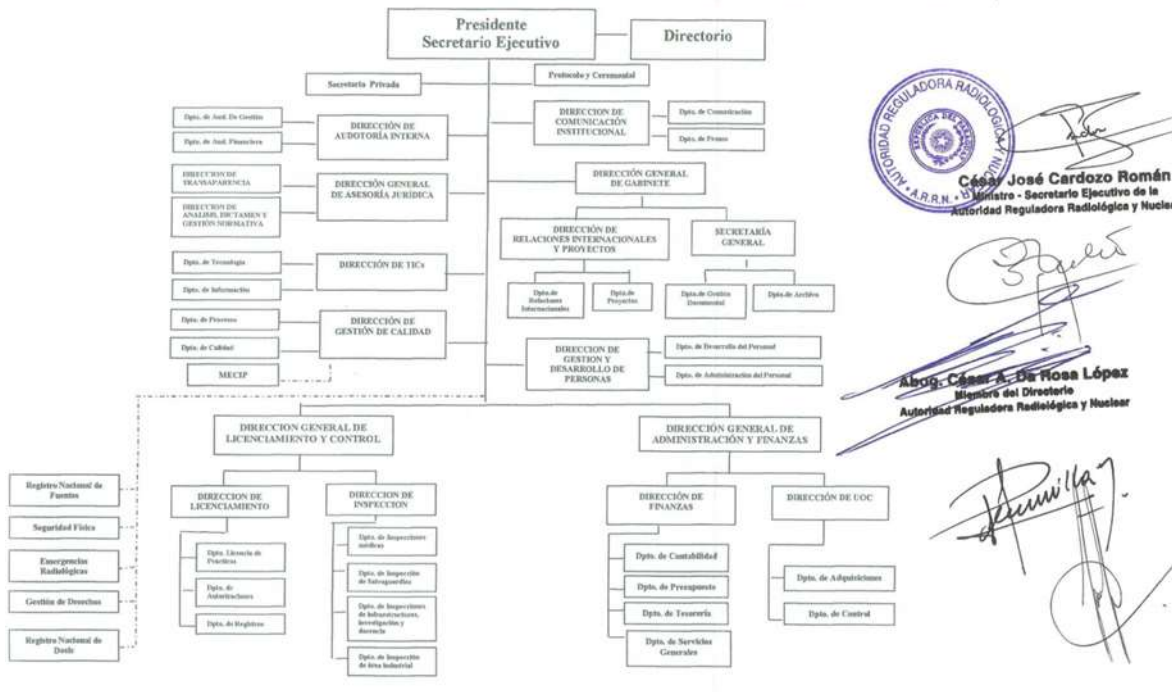 Presidente
Secretario Ejecutivo
Directorio
Secretaría Privada
Protocolo y Ceremonial
Dpto. de Aud. De Gestión
Dpto. de Aud. Financiera
DIRECCIÓN DE
AUDOTORÍA INTERNA
DIRECCION DE
COMUNICACIÓN
INSTITUCIONAL
Dpto. de Comunicación
Dpto. de Prensa
DIRECCION DE
TRANSPARENCIA
DIRECCION DE
ANALISIS, DICTAMEN Y
GESTIÓN NORMATIVA
DIRECCIÓN GENERAL
DE ASESORÍA JURÍDICA
DIRECCIÓN GENERAL
DE GABINETE
DIRECCIÓN DE
RELACIONES INTERNACIONALES
Y PROYECTOS
SECRETARÍA
GENERAL
Dpto. de Tecnología
Dpto. de Información
DIRECCIÓN DE TICs
Dpto.de
Relaciones
Internacionales
Dpto.de
Proyectos
Dpto.de Gestion
Documental
Dpto.de Archivo
Dpto. de Procesos
Dpto. de Calidad
DIRECCIÓN DE
GESTIÓN DE CALIDAD
MECIP
DIRECCION DE
GESTION Y
DESARROLLO DE
PERSONAS
Dpto. de Desarrollo del Personal
Dpto. de Administración del Personal
DIRECCION GENERAL DE
LICENCIAMIENTO Y CONTROL
DIRECCIÓN GENERAL DE
ADMINISTRACIÓN Y FINANZAS
Registro Nacional de
Fuentes
Seguridad Física
Emergencias
Radiológicas
Gestión de Desechos
Registro Nacional de
Dosis
DIRECCION DE
LICENCIAMIENTO
Dpto. Licencia de
Prácticas
Dpto. de
Autorizaciones
Dpto. de Registros
DIRECCION DE
INSPECCION
Dpto. de Inspecciones
médicas
Dpto. de Inspección
de Salvaguardias
Dpto. de Inspecciones
de Infraestructuras,
investigación y
docencia
Dpto. de Inspección
de área industrial
DIRECCIÓN DE
FINANZAS
Dpto. de Contabilidad
Dpto. de Presupuesto
Dpto. de Tesorería
Dpto. de Servicios
Generales
DIRECCIÓN DE UOC
Dpto. de Adquisiciones
Dpto. de Control
AUTORIDAD REGULADORA RADIOLOGICA Y NUCLEAR
REPUBLICA DEL PARAGUAY
A.R.R.N.
César José Cardozo Román
Ministro - Secretario Ejecutivo de la
Autoridad Reguladora Radiológica y Nuclear
Abog. César A. Da Rosa López
Miembro del Directorio
Autoridad Reguladora Radiológica y Nuclear